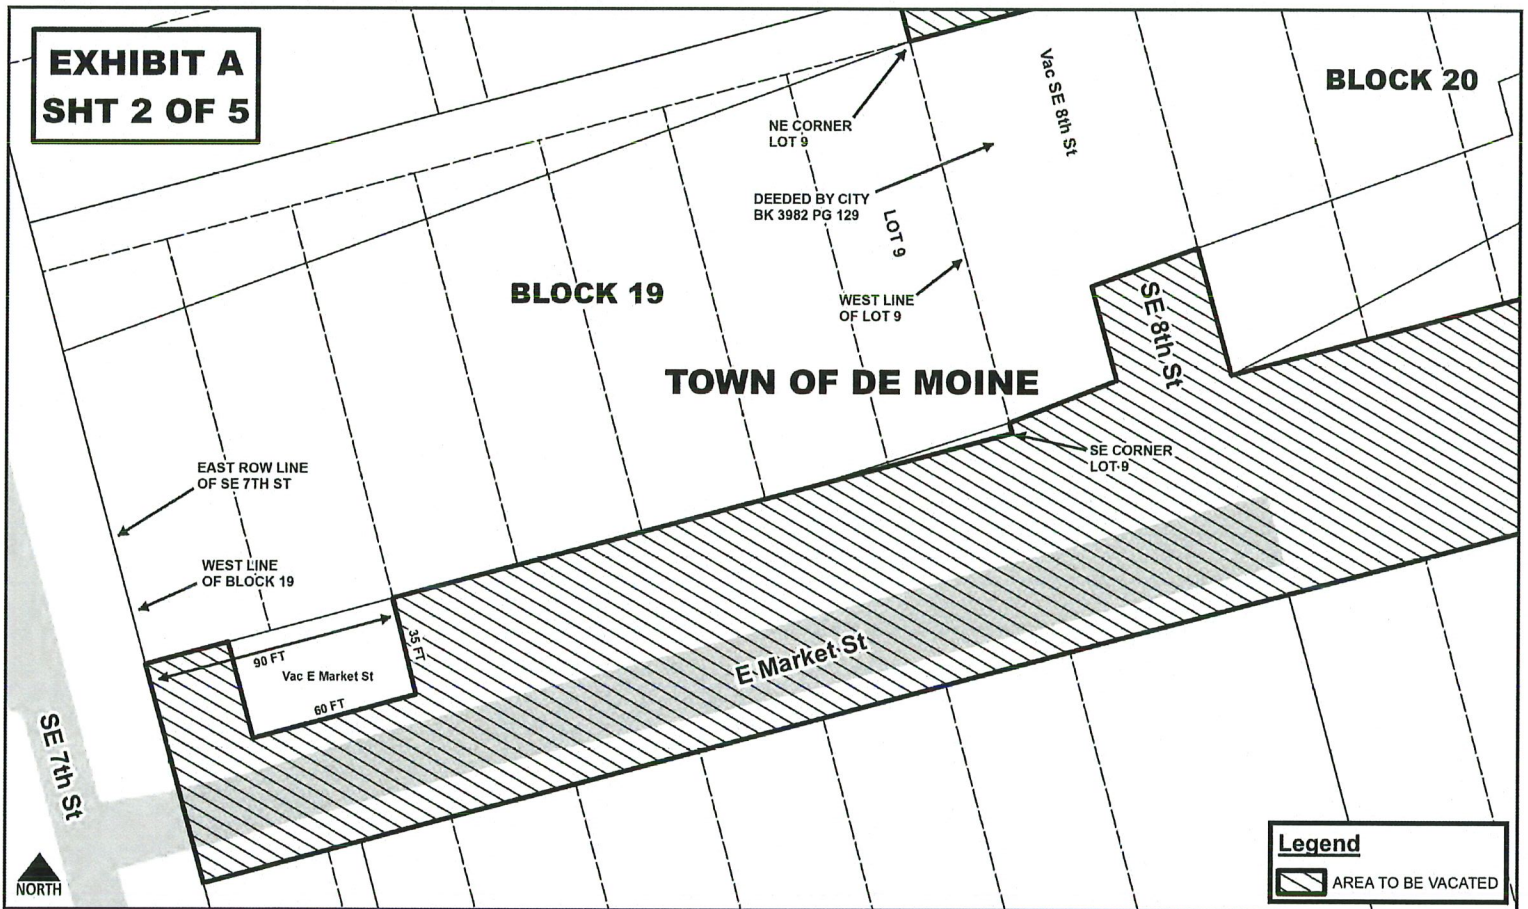 EXHIBIT A
SHT 2 OF 5
BLOCK 20
Vac SE 8th St
NE CORNER
LOT 9
DEEDED BY CITY
BK 3982 PG 129
LOT 9
BLOCK 19
WEST LINE
OF LOT 9
SE 8th St
TOWN OF DE MOINE
SE CORNER
LOT 9
EAST ROW LINE
OF SE 7TH ST
WEST LINE
OF BLOCK 19
90 FT
35 FT
Vac E Market St
60 FT
E Market St
SE 7th St
NORTH
Legend
AREA TO BE VACATED